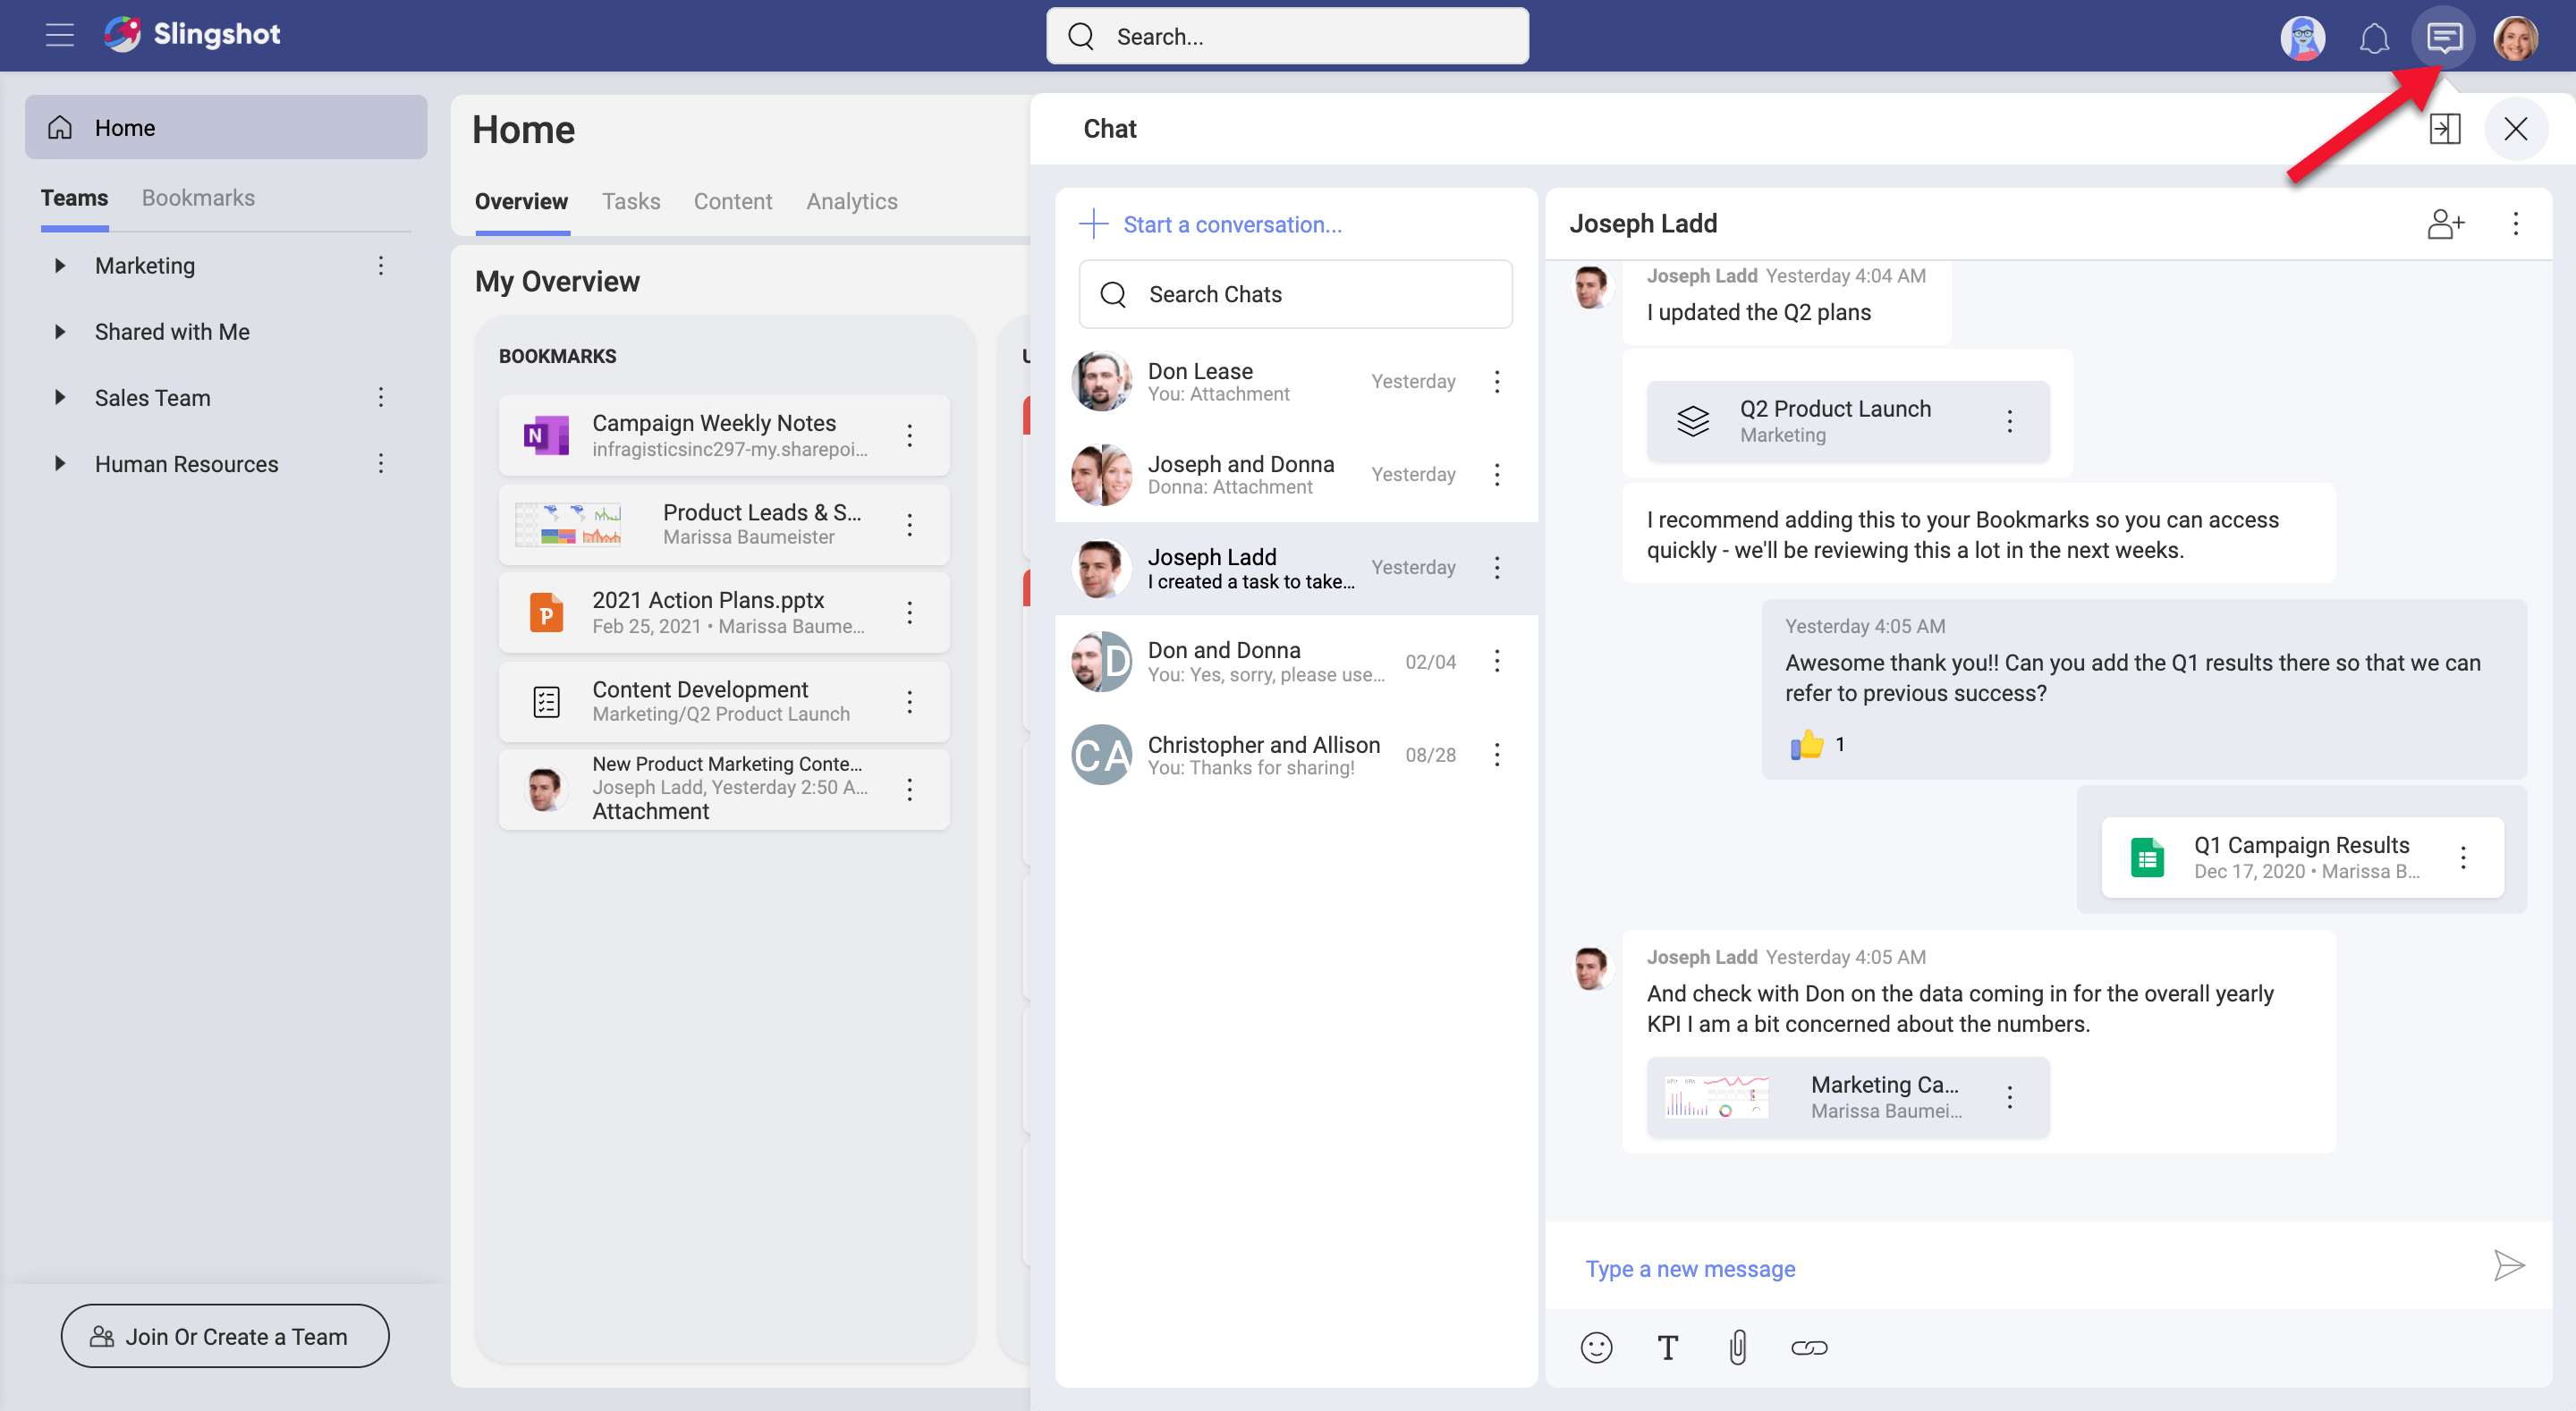 Slingshot
Search...
Home
Teams
Bookmarks
Marketing
Shared with Me
Sales Team
Human Resources
Join Or Create a Team
Home
Overview
Tasks
Content
Analytics
My Overview
BOOKMARKS
N
Campaign Weekly Notes
infragisticsinc297-my.sharepoi...
Product Leads & S...
Marissa Baumeister
P
2021 Action Plans.pptx
Feb 25, 2021 • Marissa Baume...
Content Development
Marketing/Q2 Product Launch
New Product Marketing Conte...
Joseph Ladd, Yesterday 2:50 A...
Attachment
Chat
Start a conversation...
Search Chats
Don Lease
Yesterday
You: Attachment
Joseph and Donna
Yesterday
Donna: Attachment
Joseph Ladd
Yesterday
I created a task to take...
D
Don and Donna
02/04
You: Yes, sorry, please use...
CA
Christopher and Allison
08/28
You: Thanks for sharing!
Joseph Ladd
Joseph Ladd Yesterday 4:04 AM
I updated the Q2 plans
Q2 Product Launch
Marketing
I recommend adding this to your Bookmarks so you can access
quickly - we'll be reviewing this a lot in the next weeks.
Yesterday 4:05 AM
Awesome thank you!! Can you add the Q1 results there so that we can
refer to previous success?
1
Q1 Campaign Results
Dec 17, 2020 • Marissa B...
Joseph Ladd Yesterday 4:05 AM
And check with Don on the data coming in for the overall yearly
KPI I am a bit concerned about the numbers.
Marketing Ca...
Marissa Baumei...
Type a new message
T